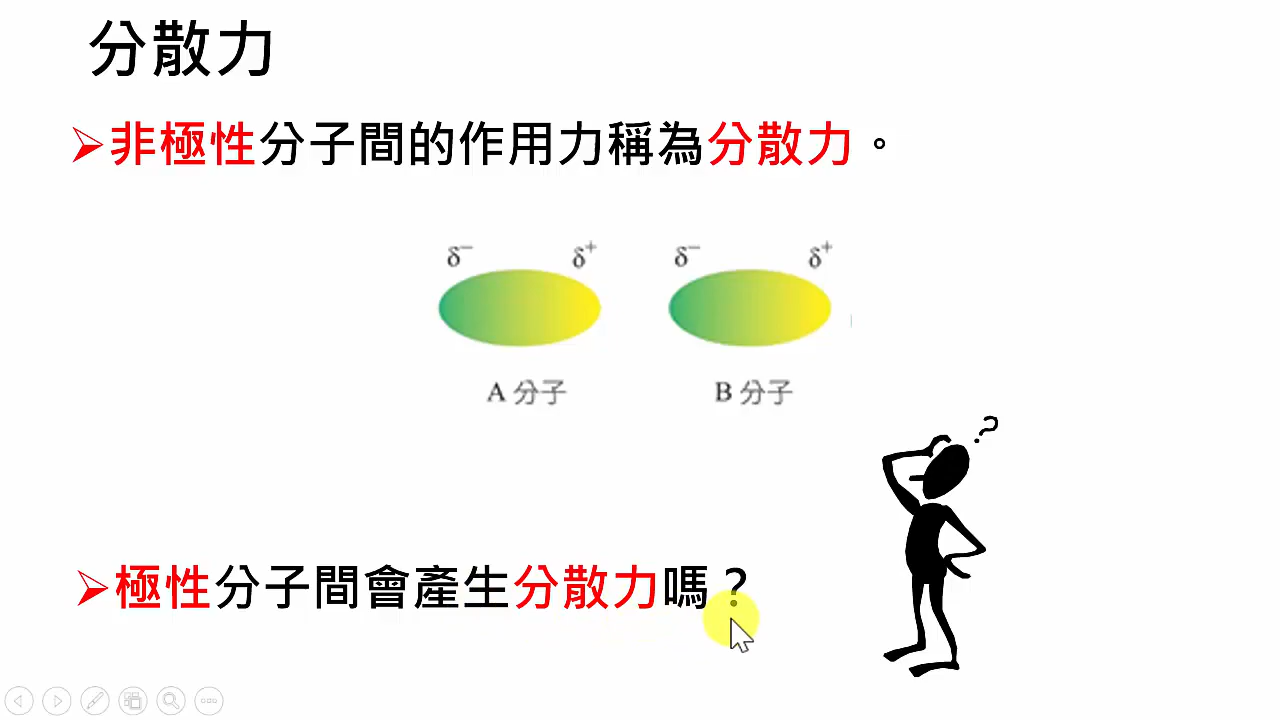 分散力
➢非極性分子間的作用力稱為分散力。
δ⁻ δ⁺ δ⁻ δ⁺
A 分子 B 分子
?
➢極性分子間會產生分散力嗎？